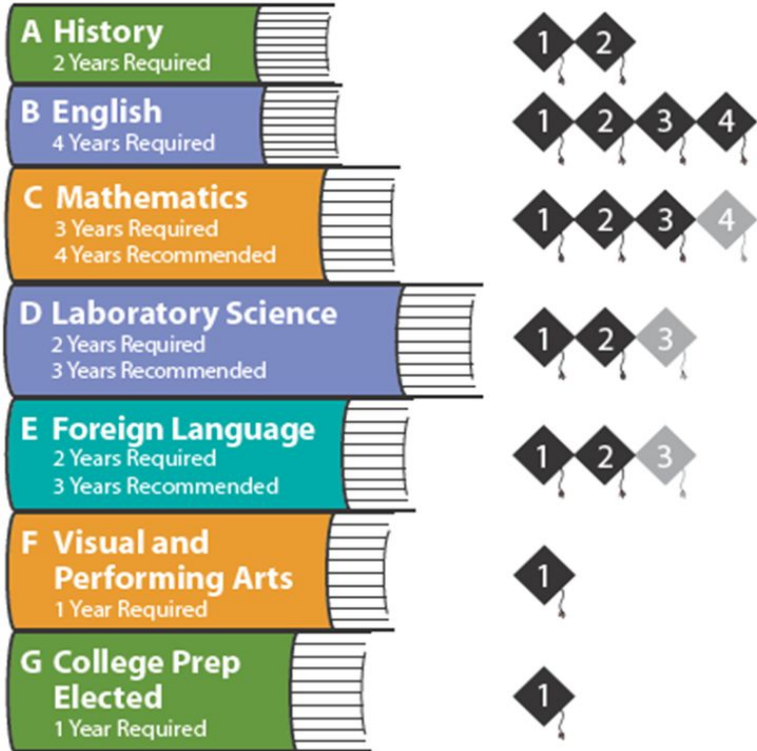 A History
2 Years Required
1 2
B English
4 Years Required
1 2 3 4
C Mathematics
3 Years Required
4 Years Recommended
1 2 3 4
D Laboratory Science
2 Years Required
3 Years Recommended
1 2 3
E Foreign Language
2 Years Required
3 Years Recommended
1 2 3
F Visual and
Performing Arts
1 Year Required
1
G College Prep
Elected
1 Year Required
1